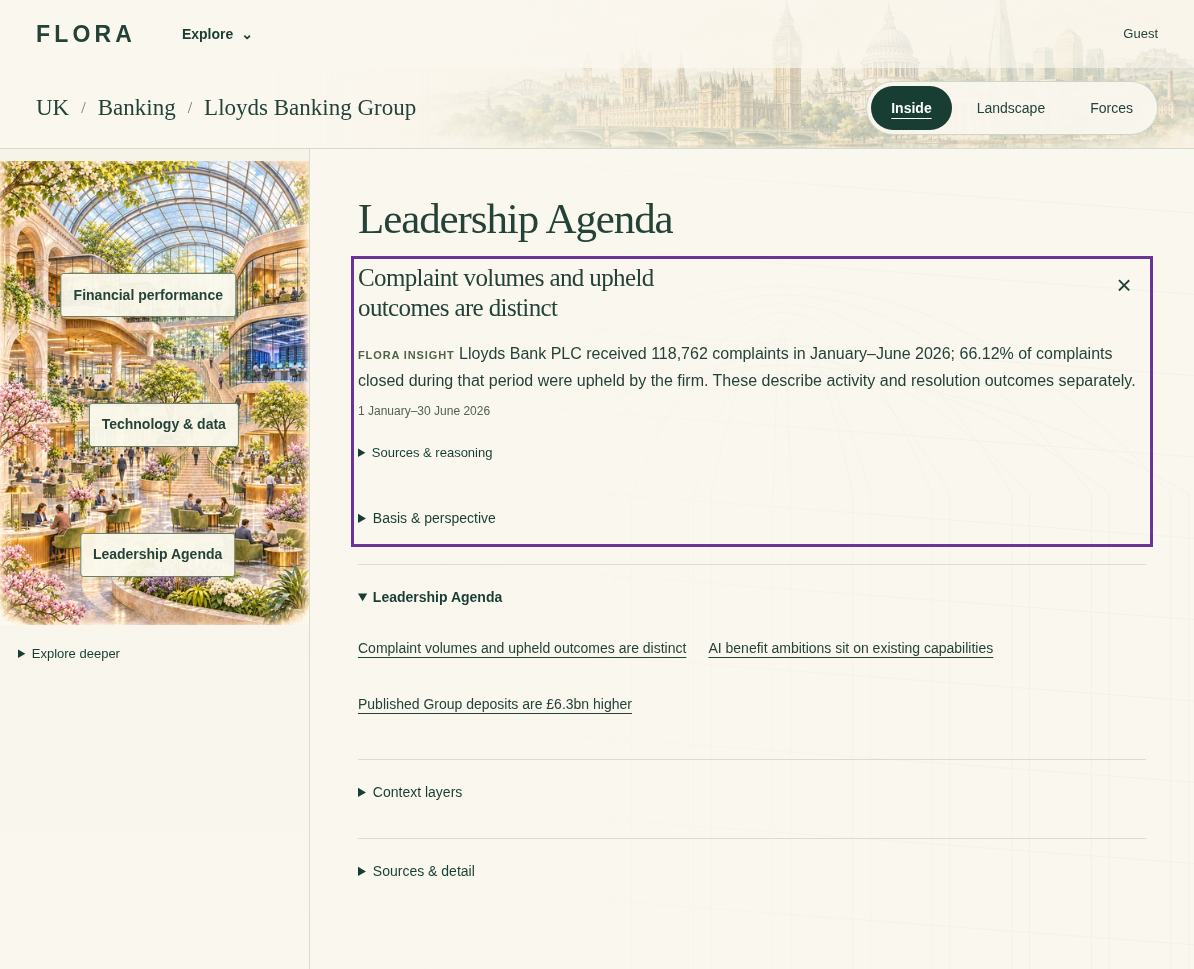 FLORA
Explore
Guest
UK / Banking / Lloyds Banking Group
Inside
Landscape
Forces
Financial performance
Technology & data
Leadership Agenda
Explore deeper
Leadership Agenda
Complaint volumes and upheld
outcomes are distinct
FLORA INSIGHT Lloyds Bank PLC received 118,762 complaints in January–June 2026; 66.12% of complaints
closed during that period were upheld by the firm. These describe activity and resolution outcomes separately.
1 January–30 June 2026
Sources & reasoning
Basis & perspective
Leadership Agenda
Complaint volumes and upheld outcomes are distinct
AI benefit ambitions sit on existing capabilities
Published Group deposits are £6.3bn higher
Context layers
Sources & detail